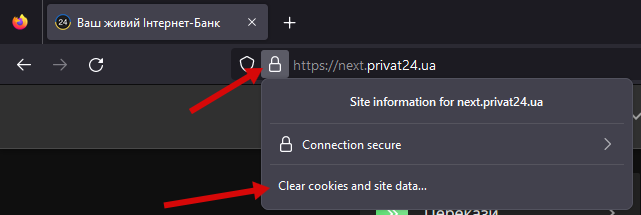 24
Ваш живий Інтернет-Банк
https://next.privat24.ua
Site information for next.privat24.ua
Connection secure
Clear cookies and site data...
Перекази